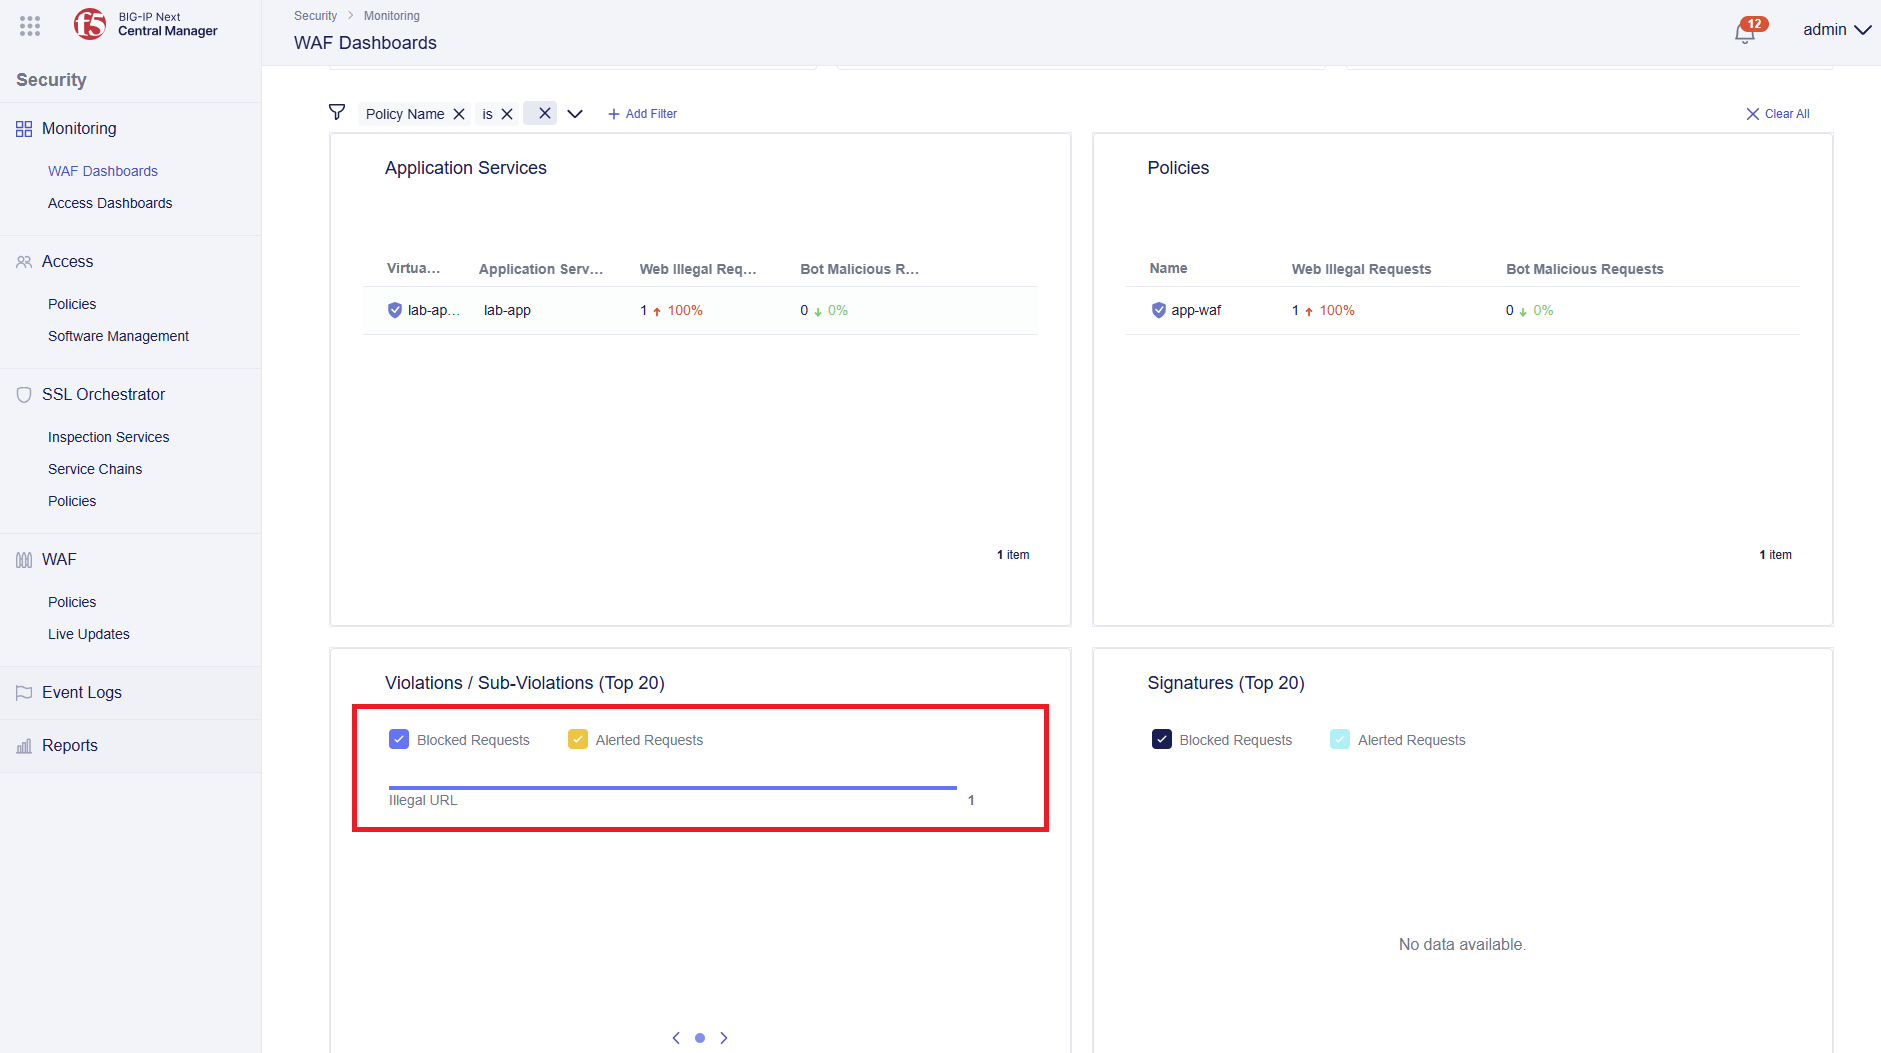 BIG-IP Next
Central Manager
Security
Monitoring
WAF Dashboards
Access Dashboards
Access
Policies
Software Management
SSL Orchestrator
Inspection Services
Service Chains
Policies
WAF
Policies
Live Updates
Event Logs
Reports
Security > Monitoring
WAF Dashboards
12
admin
Policy Name is Add Filter Clear All
Application Services
Virtua... Application Serv... Web Illegal Req... Bot Malicious R...
lab-ap... lab-app 1 100% 0 0%
1 item
Policies
Name Web Illegal Requests Bot Malicious Requests
app-waf 1 100% 0 0%
1 item
Violations / Sub-Violations (Top 20)
Blocked Requests Alerted Requests
Illegal URL 1
Signatures (Top 20)
Blocked Requests Alerted Requests
No data available.